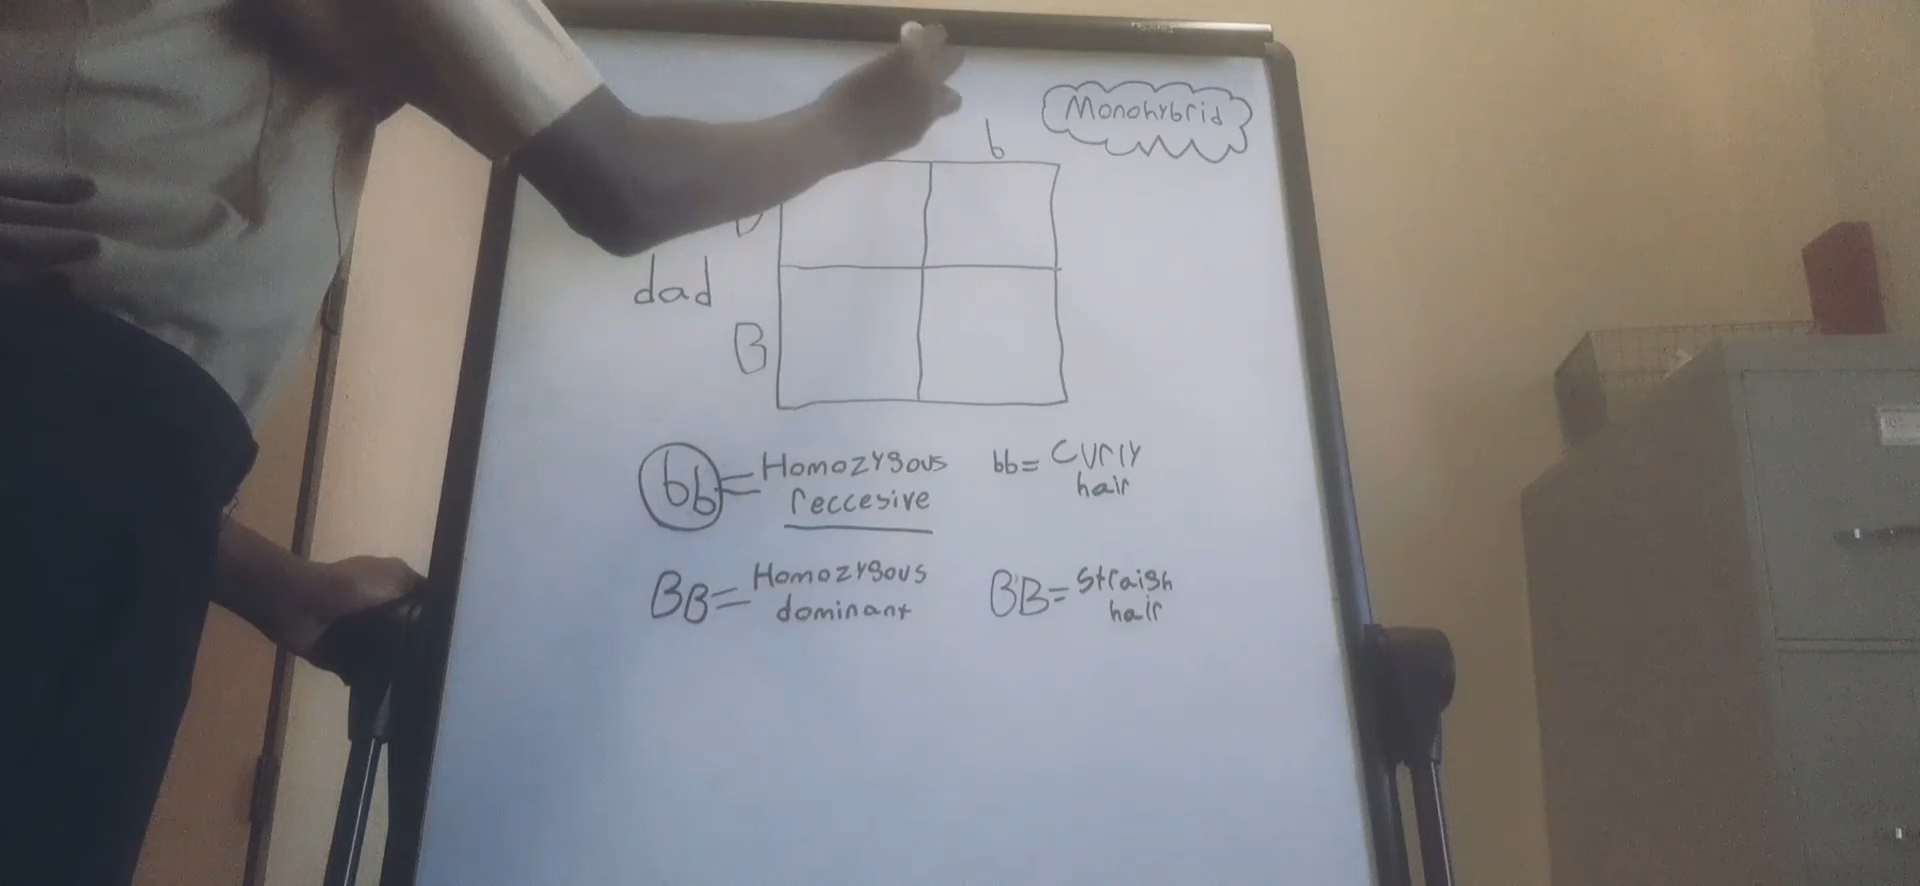 Monohybrid
b
dad
B
bb = Homozygous
reccesive
bb = Curly
hair
BB = Homozygous
dominant
BB = Straigh
hair